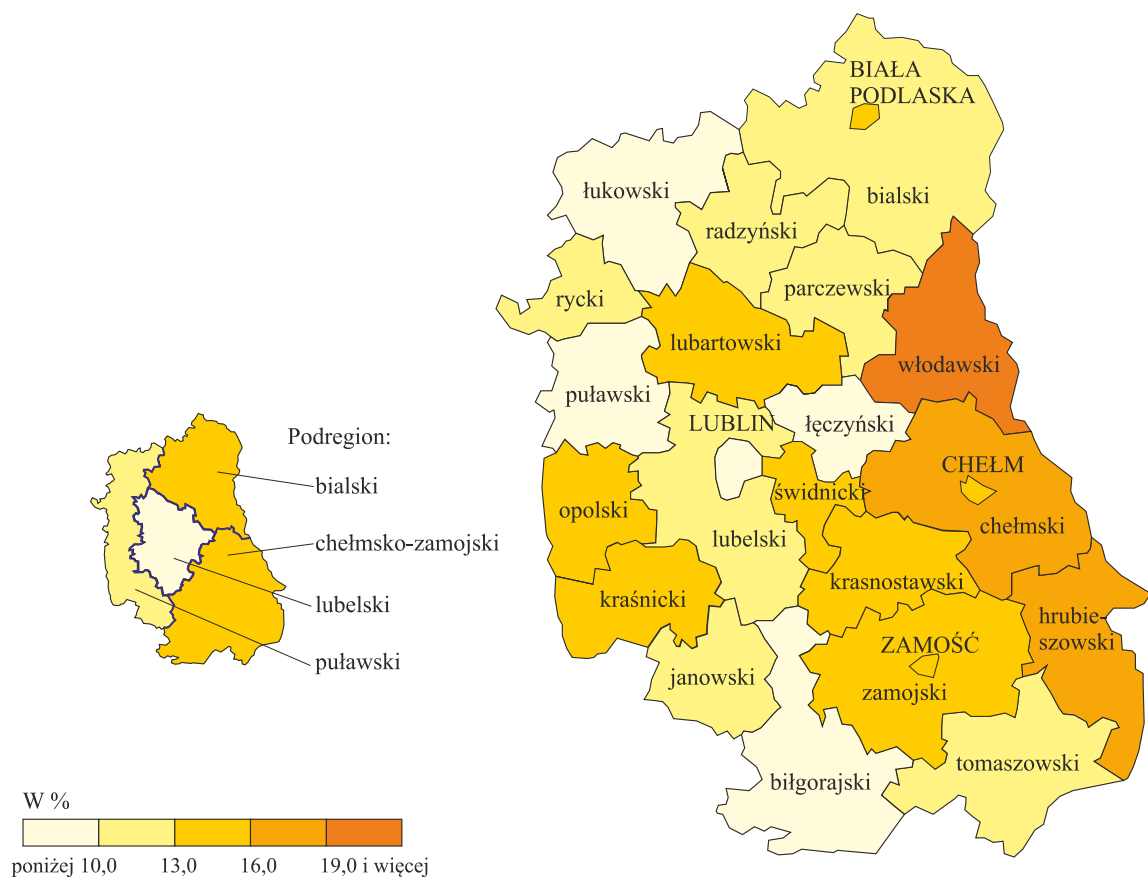 BIAŁA
PODLASKA
łukowski
bialski
radzyński
rycki
parczewski
lubartowski
włodawski
puławski
LUBLIN
łęczyński
CHEŁM
świdnicki
opolski
chełmski
lubelski
krasnostawski
kraśnicki
hrubie-
szowski
ZAMOŚĆ
janowski
zamojski
tomaszowski
biłgorajski
Podregion:
bialski
chełmsko-zamojski
lubelski
puławski
W %
poniżej 10,0 13,0 16,0 19,0 i więcej